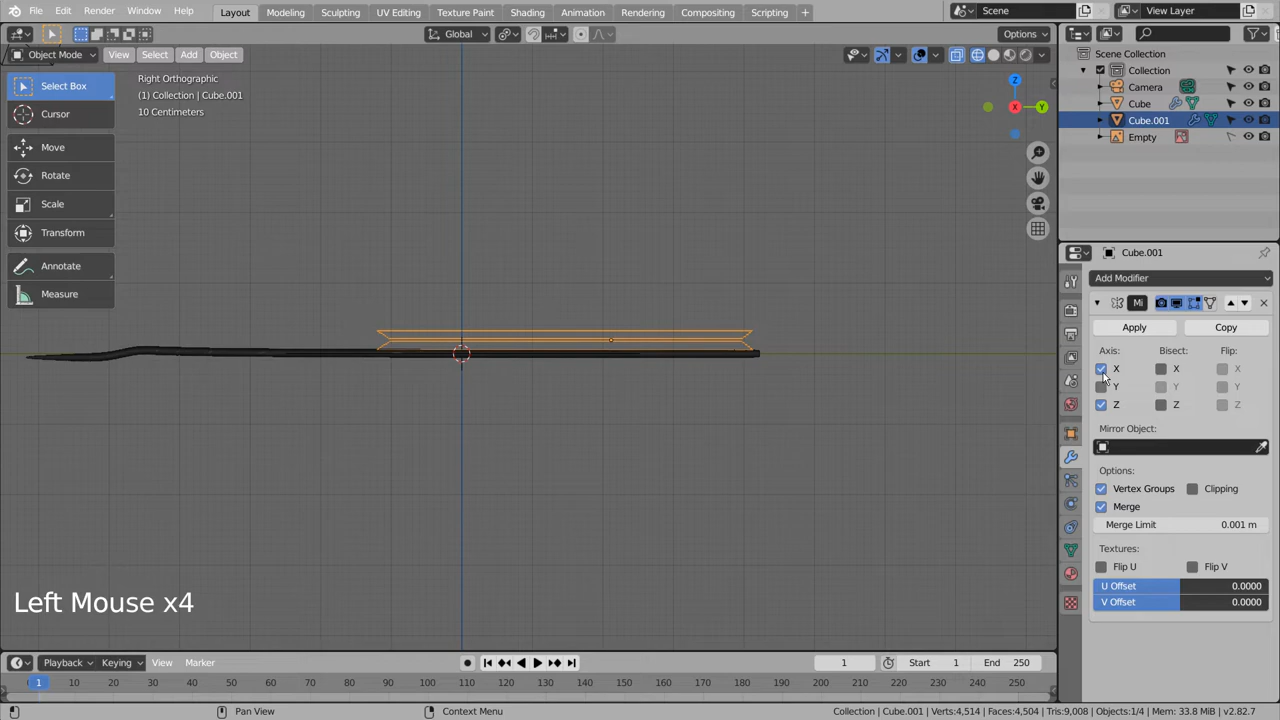 File Edit Render Window Help Layout Modeling Sculpting UV Editing Texture Paint Shading Animation Rendering Compositing Scripting + Scene View Layer
Global Options
Object Mode View Select Add Object
Scene Collection
Collection
Camera
Cube
Cube.001
Empty
Select Box
Cursor
Move
Rotate
Scale
Transform
Annotate
Measure
Right Orthographic
(1) Collection | Cube.001
10 Centimeters
Z
X
Y
Cube.001
Add Modifier
Mi
Apply Copy
Axis: Bisect: Flip:
X X X
Y Y Y
Z Z Z
Mirror Object:
Options:
Vertex Groups Clipping
Merge
Merge Limit 0.001 m
Textures:
Flip U Flip V
U Offset 0.0000
V Offset 0.0000
Left Mouse x4
Playback Keying View Marker 1 Start 1 End 250
1 10 20 30 40 50 60 70 80 90 100 110 120 130 140 150 160 170 180 190 200 210 220 230 240 250
Pan View Context Menu Collection | Cube.001 | Verts:4,514 | Faces:4,504 | Tris:9,008 | Objects:1/4 | Mem: 33.8 MiB | v2.82.7